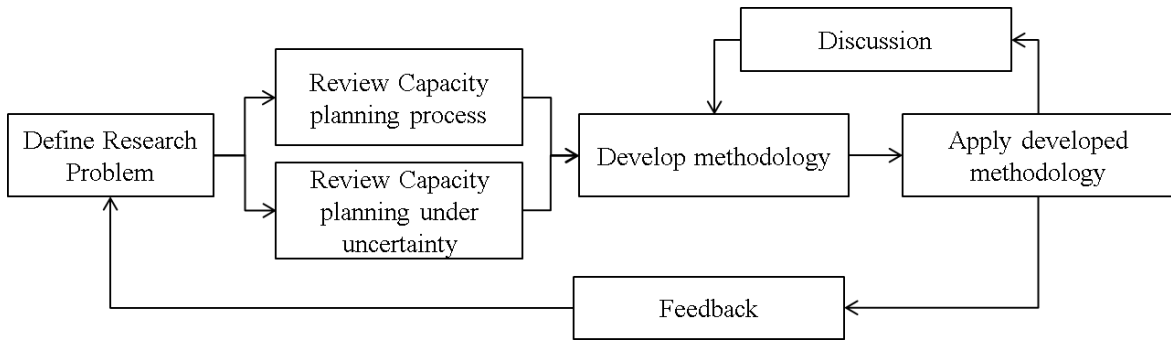 Discussion
Review Capacity
planning process
Define Research
Problem
Develop methodology
Apply developed
methodology
Review Capacity
planning under
uncertainty
Feedback